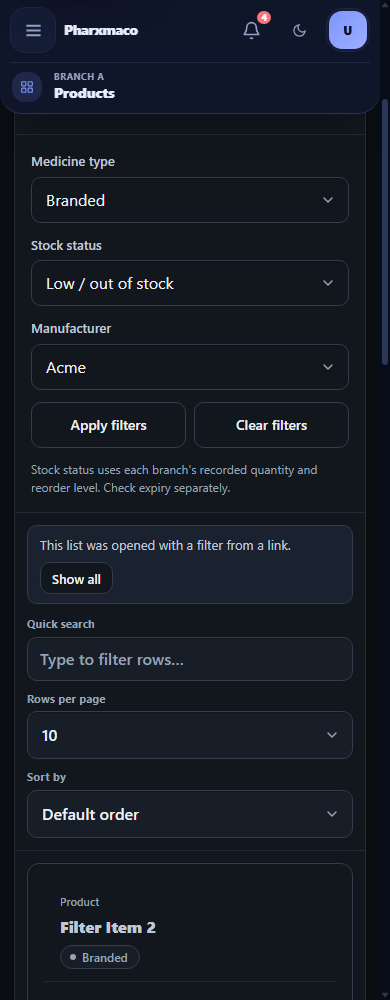 Pharxmaco
4
U
BRANCH A
Products
Medicine type
Branded
Stock status
Low / out of stock
Manufacturer
Acme
Apply filters
Clear filters
Stock status uses each branch's recorded quantity and
reorder level. Check expiry separately.
This list was opened with a filter from a link.
Show all
Quick search
Type to filter rows...
Rows per page
10
Sort by
Default order
Product
Filter Item 2
Branded